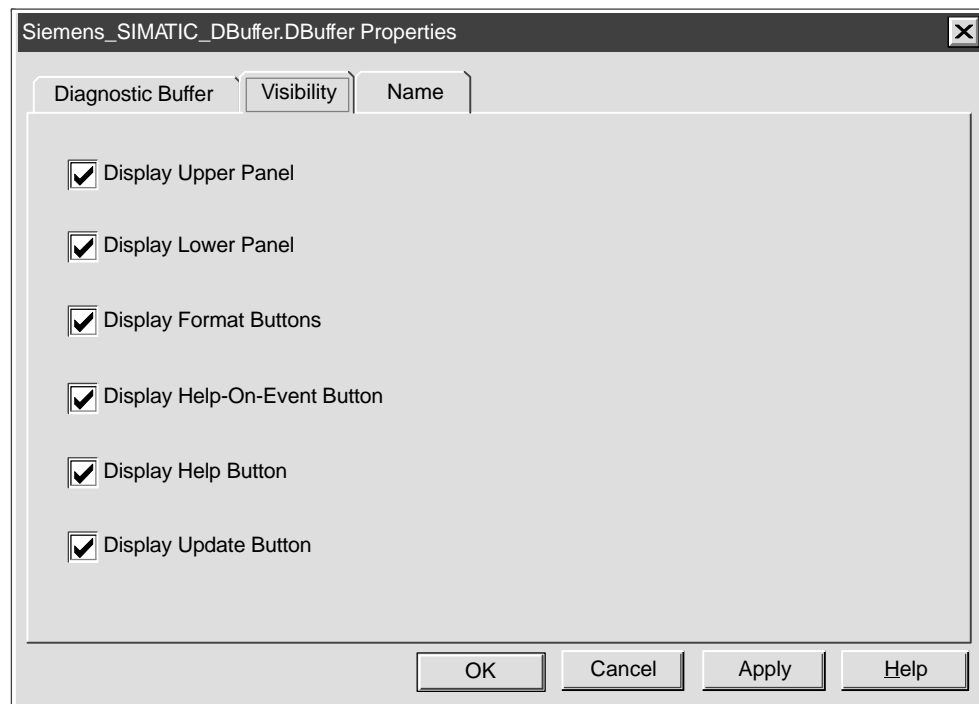 Siemens_SIMATIC_DBuffer.DBuffer Properties
Diagnostic Buffer Visibility Name
Display Upper Panel
Display Lower Panel
Display Format Buttons
Display Help-On-Event Button
Display Help Button
Display Update Button
OK Cancel Apply Help